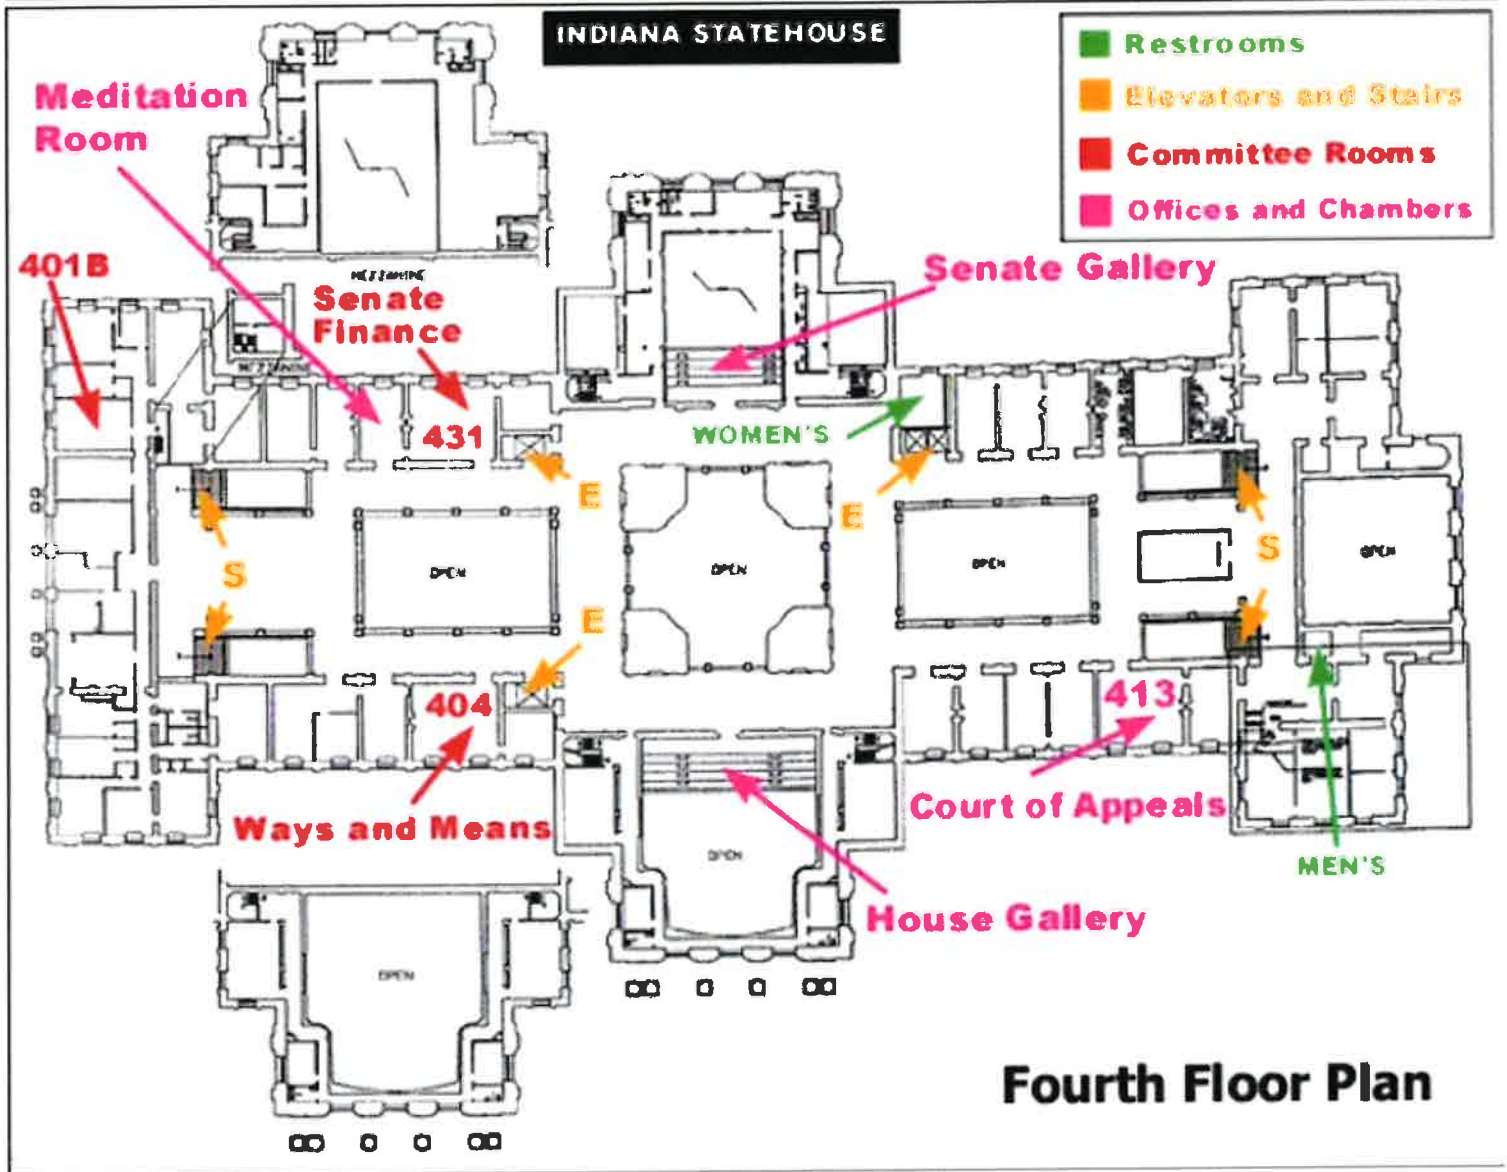 INDIANA STATEHOUSE
Restrooms
Elevators and Stairs
Committee Rooms
Offices and Chambers
Meditation
Room
401B
MEZZANINE
Senate
Finance
Senate Gallery
MEZZANINE
431
WOMEN'S
E
E
S
S
OPEN
OPEN
OPEN
OPEN
E
404
413
Ways and Means
Court of Appeals
OPEN
MEN'S
House Gallery
OPEN
Fourth Floor Plan